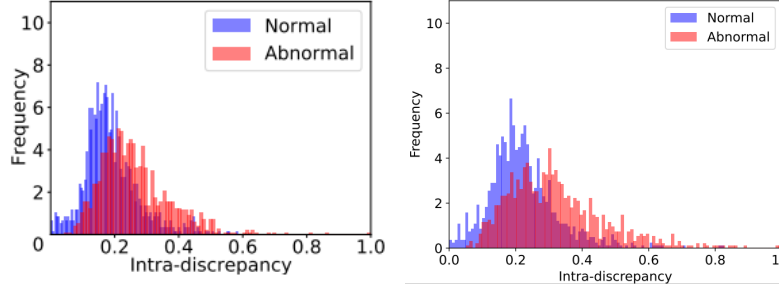 Normal
Abnormal
Frequency
10
8
6
4
2
0
0.2 0.4 0.6 0.8 1.0
Intra-discrepancy
Normal
Abnormal
Frequency
10
8
6
4
2
0
0.0 0.2 0.4 0.6 0.8 1
Intra-discrepancy